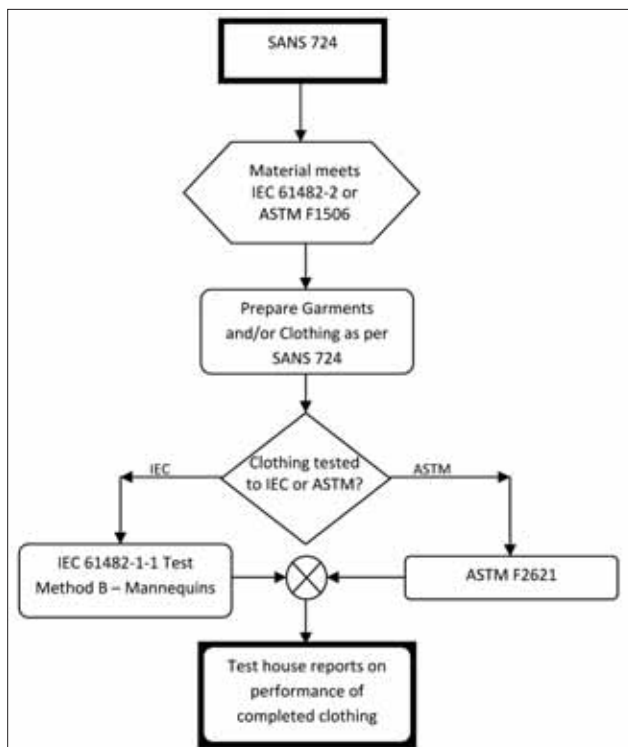 SANS 724
Material meets
IEC 61482-2 or
ASTM F1506
Prepare Garments
and/or Clothing as per
SANS 724
Clothing tested
to IEC or ASTM?
IEC
ASTM
IEC 61482-1-1 Test
Method B – Mannequins
ASTM F2621
Test house reports on
performance of
completed clothing